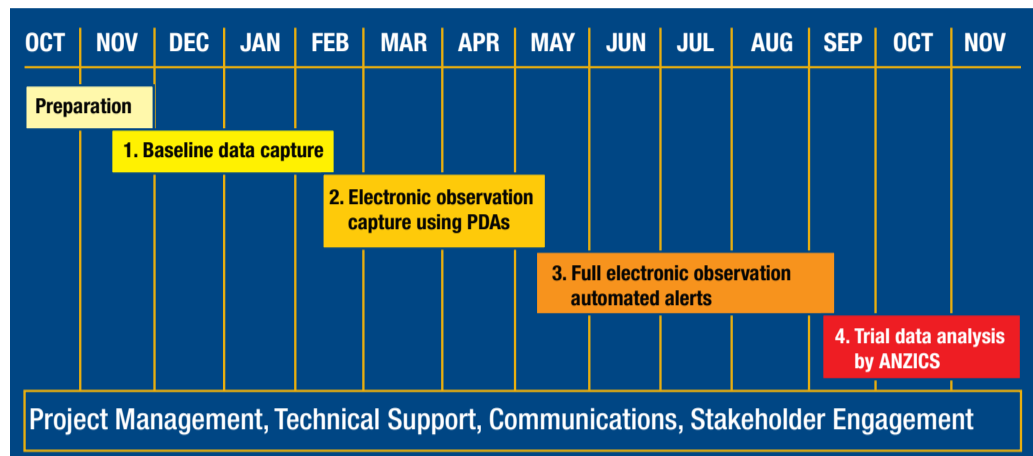 OCT NOV DEC JAN FEB MAR APR MAY JUN JUL AUG SEP OCT NOV
Preparation
1. Baseline data capture
2. Electronic observation
capture using PDAs
3. Full electronic observation
automated alerts
4. Trial data analysis
by ANZICS
Project Management, Technical Support, Communications, Stakeholder Engagement